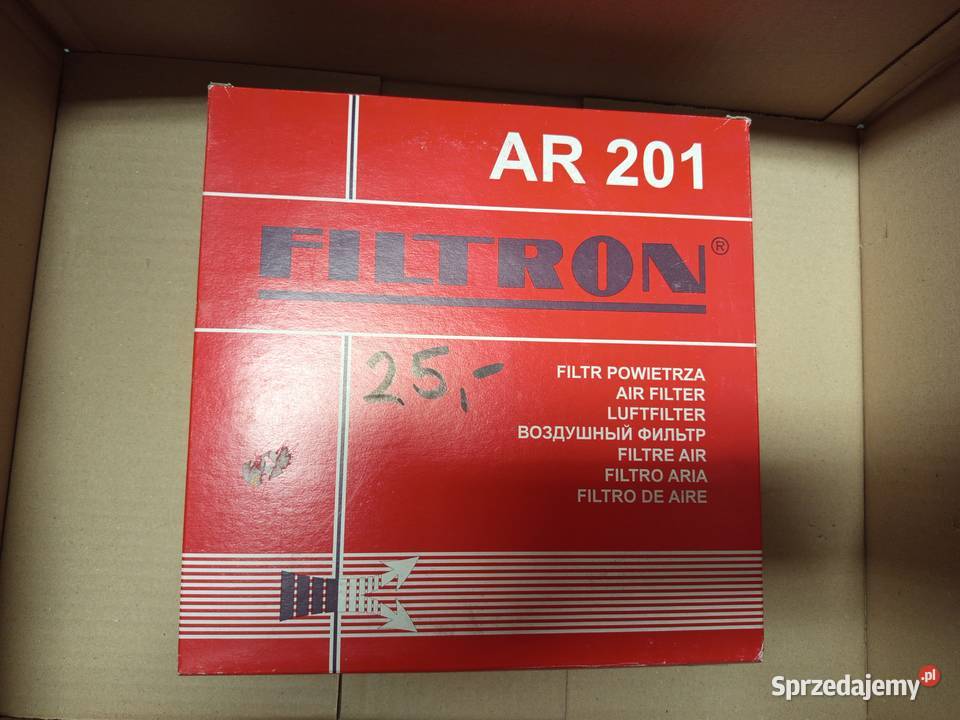 AR 201
FILTRON®
25,-
FILTR POWIETRZA
AIR FILTER
LUFTFILTER
ВОЗДУШНЫЙ ФИЛЬТР
FILTRE AIR
FILTRO ARIA
FILTRO DE AIRE
Sprzedajemy.pl